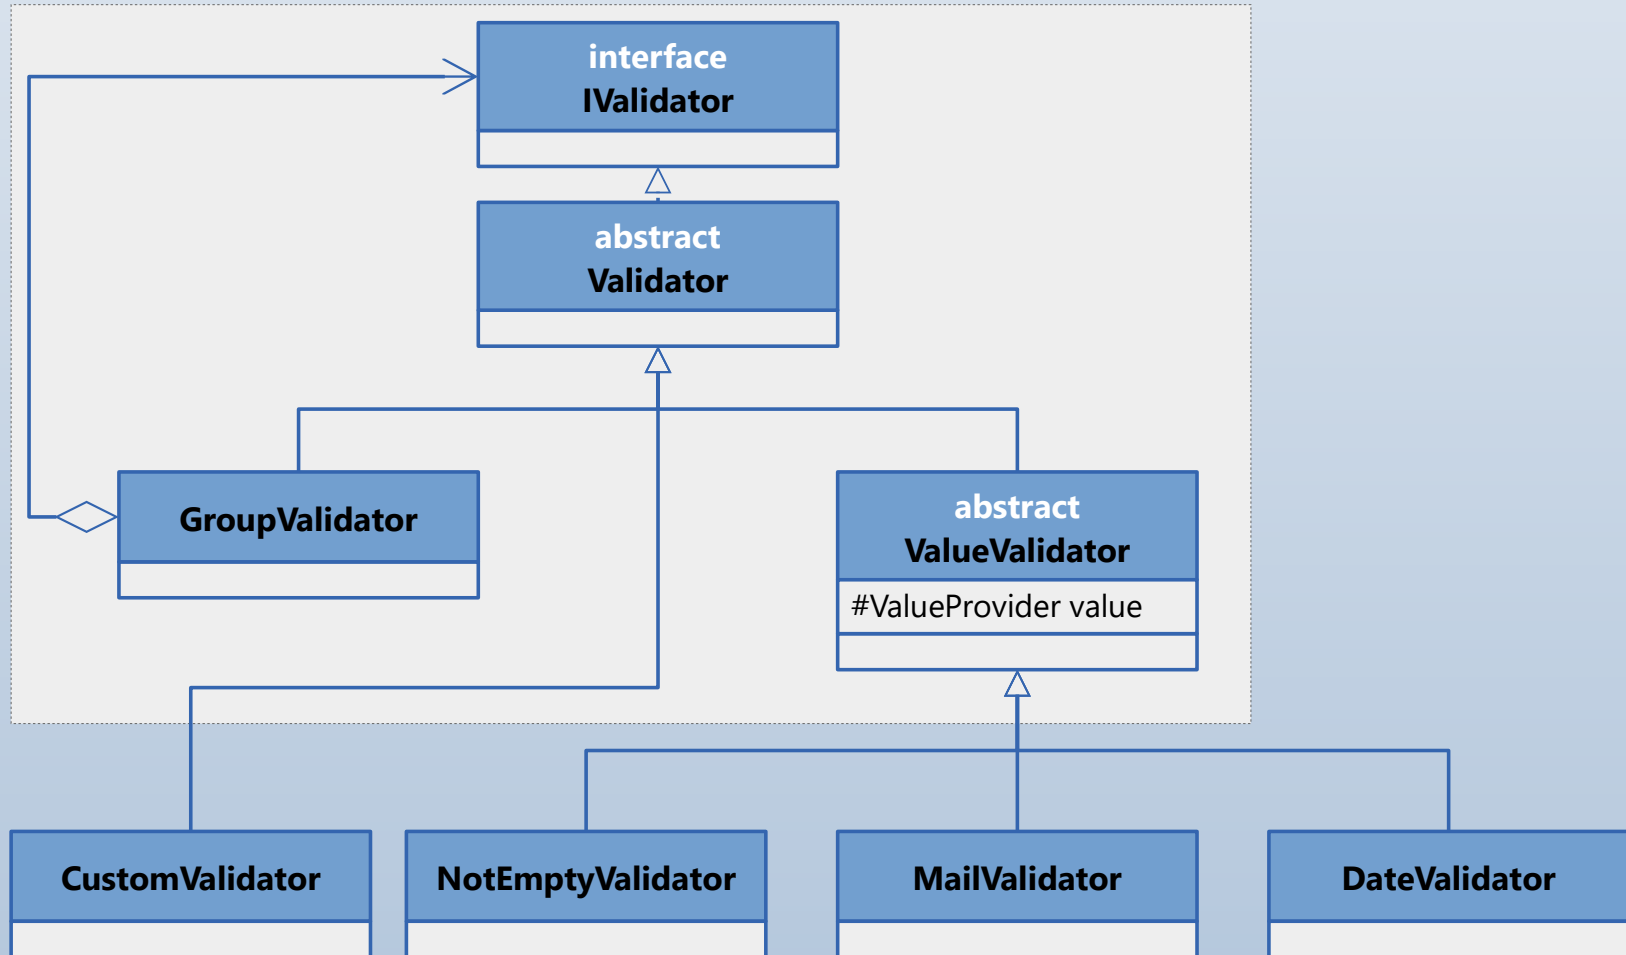 interface
IValidator
abstract
Validator
GroupValidator
abstract
ValueValidator
#ValueProvider value
CustomValidator
NotEmptyValidator
MailValidator
DateValidator